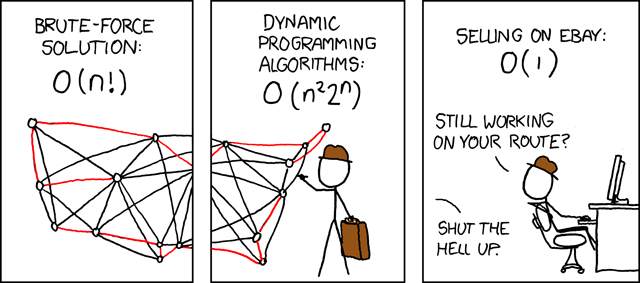 BRUTE-FORCE
SOLUTION:
O(n!)
DYNAMIC
PROGRAMMING
ALGORITHMS:
O(n²2ⁿ)
SELLING ON EBAY:
O(1)
STILL WORKING
ON YOUR ROUTE?
SHUT THE
HELL UP.